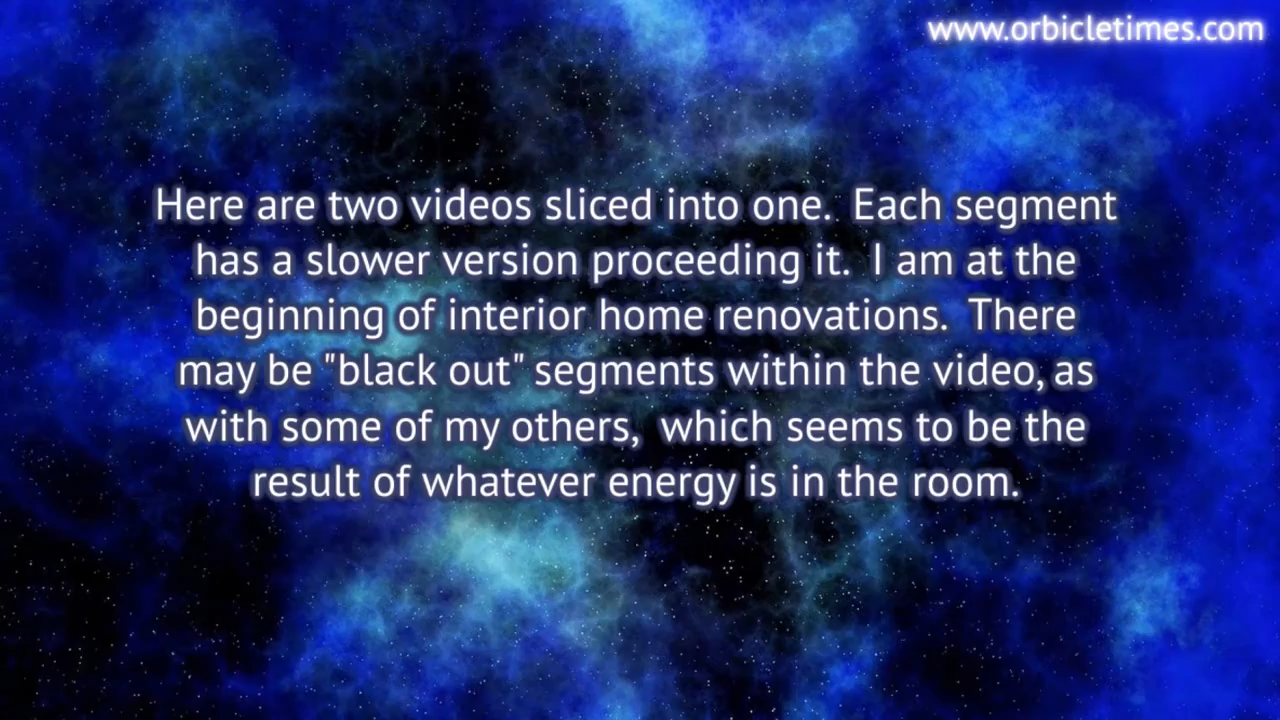 www.orbicletimes.com
Here are two videos sliced into one.  Each segment
has a slower version proceeding it.  I am at the
beginning of interior home renovations.  There
may be "black out" segments within the video, as
with some of my others,  which seems to be the
result of whatever energy is in the room.